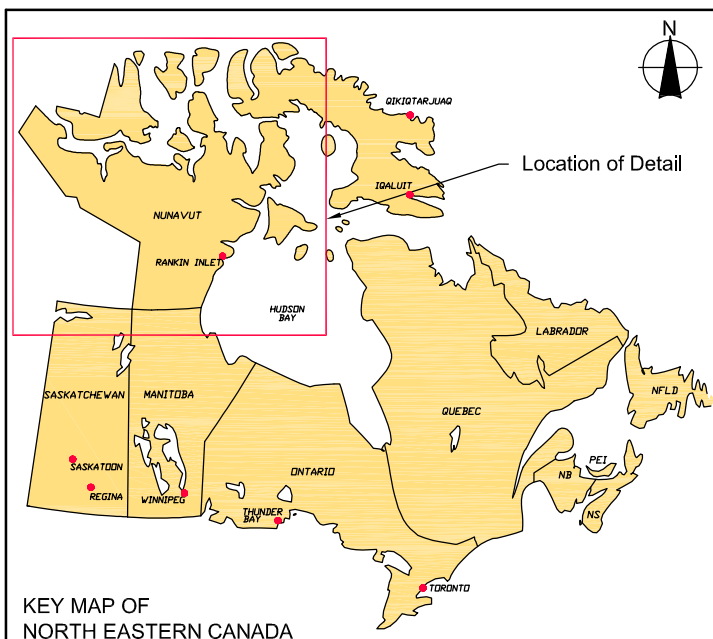 N
QIKIQTARJUAQ
Location of Detail
IQALUIT
NUNAVUT
RANKIN INLET
HUDSON
BAY
LABRADOR
SASKATCHEWAN
MANITOBA
NFLD
QUEBEC
PEI
SASKATOON
ONTARIO
NB
REGINA
WINNIPEG
THUNDER
BAY
NS
TORONTO
KEY MAP OF
NORTH EASTERN CANADA